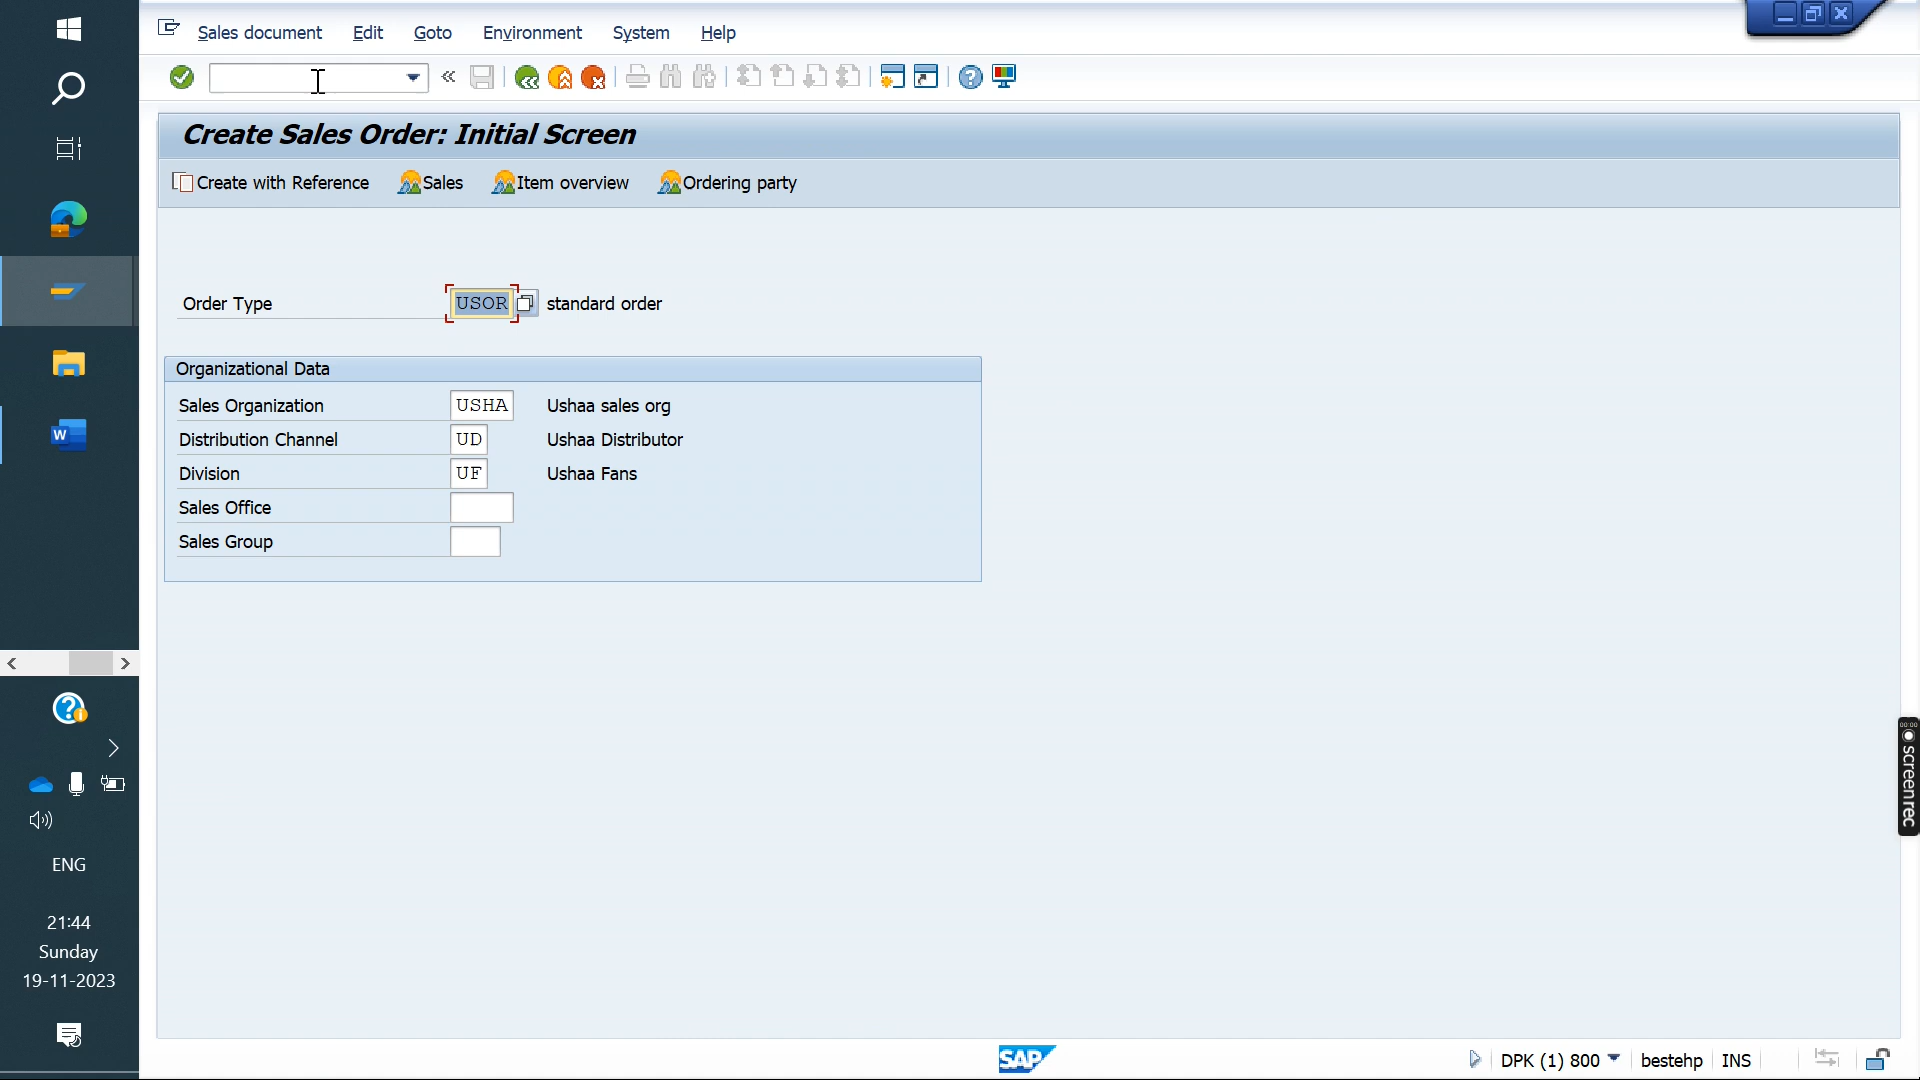 Sales document Edit Goto Environment System Help
Create Sales Order: Initial Screen
Create with Reference Sales Item overview Ordering party
Order Type USOR standard order
Organizational Data
Sales Organization USHA Ushaa sales org
Distribution Channel UD Ushaa Distributor
Division UF Ushaa Fans
Sales Office
Sales Group
W
ENG
21:44
Sunday
19-11-2023
00:00
screenrec
SAP
DPK (1) 800 bestehp INS